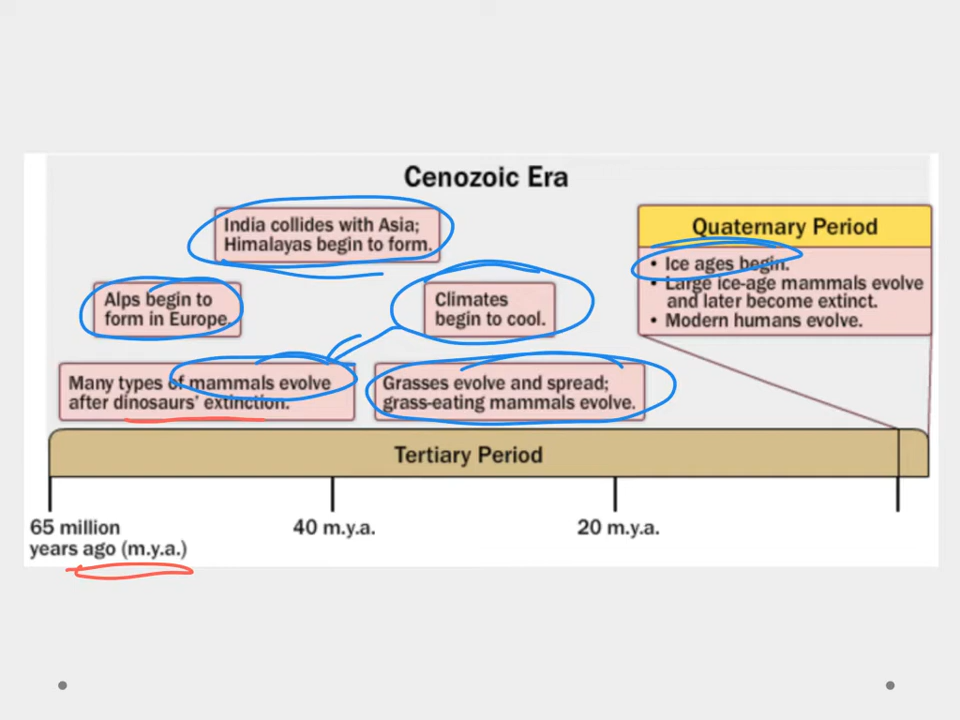 Cenozoic Era
India collides with Asia;
Himalayas begin to form.
Alps begin to
form in Europe.
Climates
begin to cool.
Many types of mammals evolve
after dinosaurs' extinction.
Grasses evolve and spread;
grass-eating mammals evolve.
Quaternary Period
• Ice ages begin.
• Large ice-age mammals evolve
and later become extinct.
• Modern humans evolve.
Tertiary Period
65 million
years ago (m.y.a.)
40 m.y.a.
20 m.y.a.